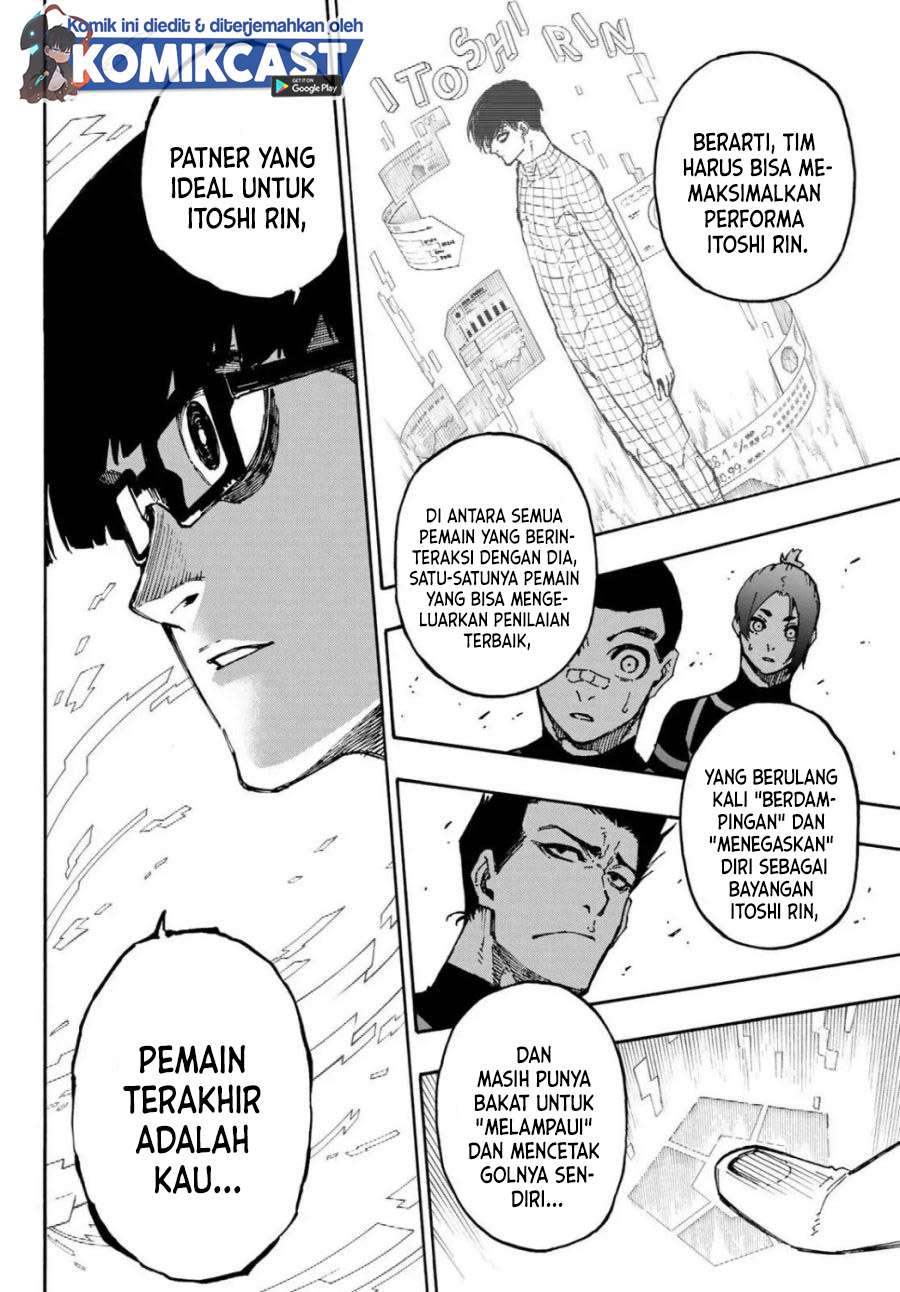 Komik ini diedit & diterjemahkan oleh
KOMIKCAST
GET IT ON
Google Play
ITOSHI RIN
BERARTI, TIM
HARUS BISA ME-
MAKSIMALKAN
PERFORMA
ITOSHI RIN.
DI ANTARA SEMUA
PEMAIN YANG BERIN-
TERAKSI DENGAN DIA,
SATU-SATUNYA PEMAIN
YANG BISA MENGE-
LUARKAN PENILAIAN
TERBAIK,
YANG BERULANG
KALI "BERDAM-
PINGAN" DAN
"MENEGASKAN"
DIRI SEBAGAI
BAYANGAN
ITOSHI RIN,
DAN
MASIH PUNYA
BAKAT UNTUK
"MELAMPAUI"
DAN MENCETAK
GOLNYA SEN-
DIRI...
PATNER YANG
IDEAL UNTUK
ITOSHI RIN,
PEMAIN
TERAKHIR
ADALAH
KAU...